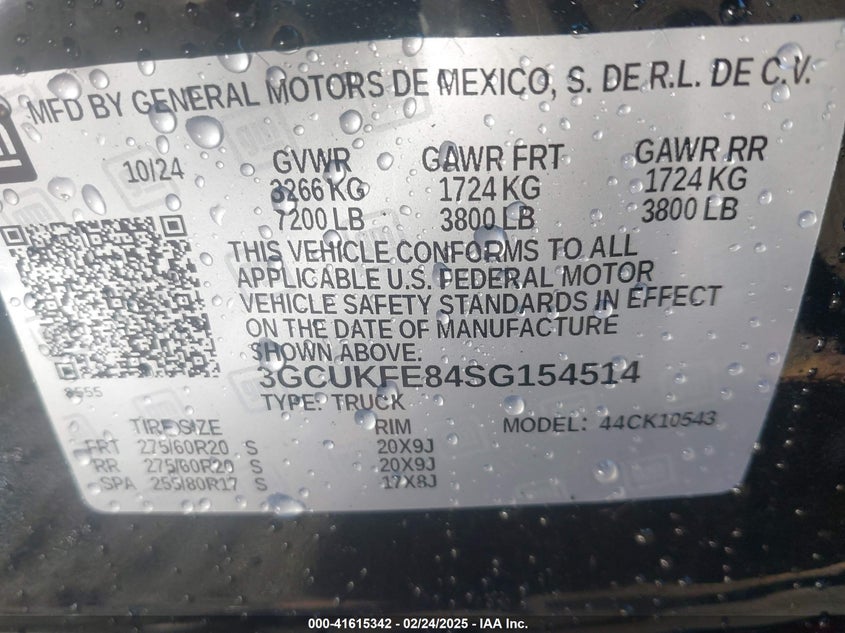 MFD BY GENERAL MOTORS DE MEXICO, S. DE R.L. DE C.V.
10/24 GVWR GAWR FRT GAWR RR
3266 KG 1724 KG 1724 KG
7200 LB 3800 LB 3800 LB
THIS VEHICLE CONFORMS TO ALL
APPLICABLE U.S. FEDERAL MOTOR
VEHICLE SAFETY STANDARDS IN EFFECT
ON THE DATE OF MANUFACTURE
SHOWN ABOVE.
3GCUKFE84SG154514
TYPE: TRUCK
MODEL: 44CK10543
TIRE SIZE RIM
FRT 275/60R20 S 20X9J
RR 275/60R20 S 20X9J
SPA 255/80R17 S 17X8J
000-41615342 - 02/24/2025 - IAA Inc.